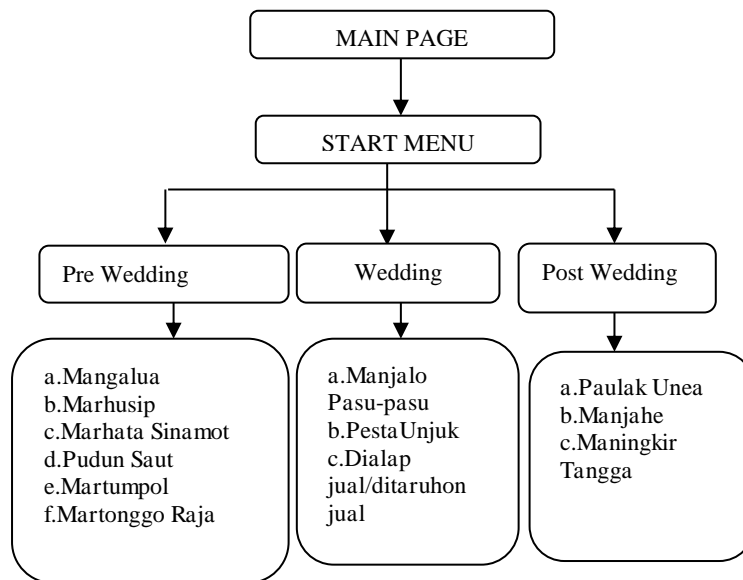 MAIN PAGE
START MENU
Pre Wedding
Wedding
Post Wedding
a.Mangalua
b.Marhusip
c.Marhata Sinamot
d.Pudun Saut
e.Martumpol
f.Martonggo Raja
a.Manjalo
Pasu-pasu
b.PestaUnjuk
c.Dialap
jual/ditaruhon
jual
a.Paulak Unea
b.Manjahe
c.Maningkir
Tangga